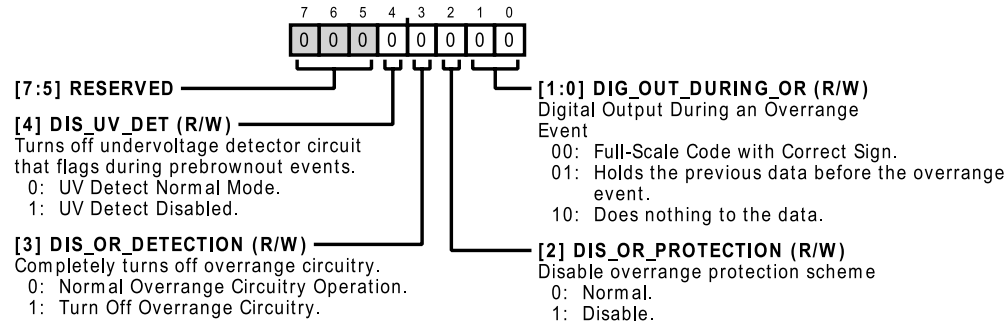 7 6 5 4 3 2 1 0
0 0 0 0 0 0 0 0
[7:5] RESERVED
[4] DIS_UV_DET (R/W)
Turns off undervoltage detector circuit
that flags during prebrownout events.
0: UV Detect Normal Mode.
1: UV Detect Disabled.
[3] DIS_OR_DETECTION (R/W)
Completely turns off overrange circuitry.
0: Normal Overrange Circuitry Operation.
1: Turn Off Overrange Circuitry.
[1:0] DIG_OUT_DURING_OR (R/W)
Digital Output During an Overrange
Event
00: Full-Scale Code with Correct Sign.
01: Holds the previous data before the overrange
event.
10: Does nothing to the data.
[2] DIS_OR_PROTECTION (R/W)
Disable overrange protection scheme
0: Normal.
1: Disable.